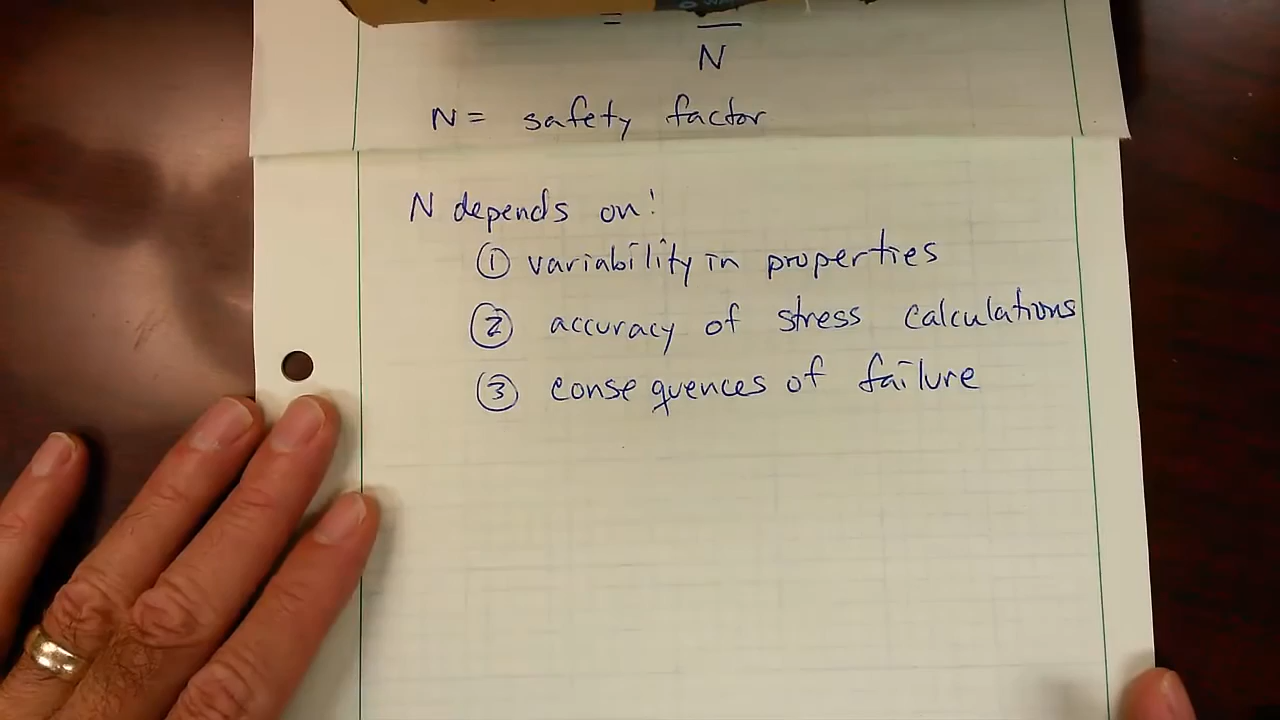 =
N
N = safety factor
N depends on:
① variability in properties
② accuracy of stress calculations
③ consequences of failure